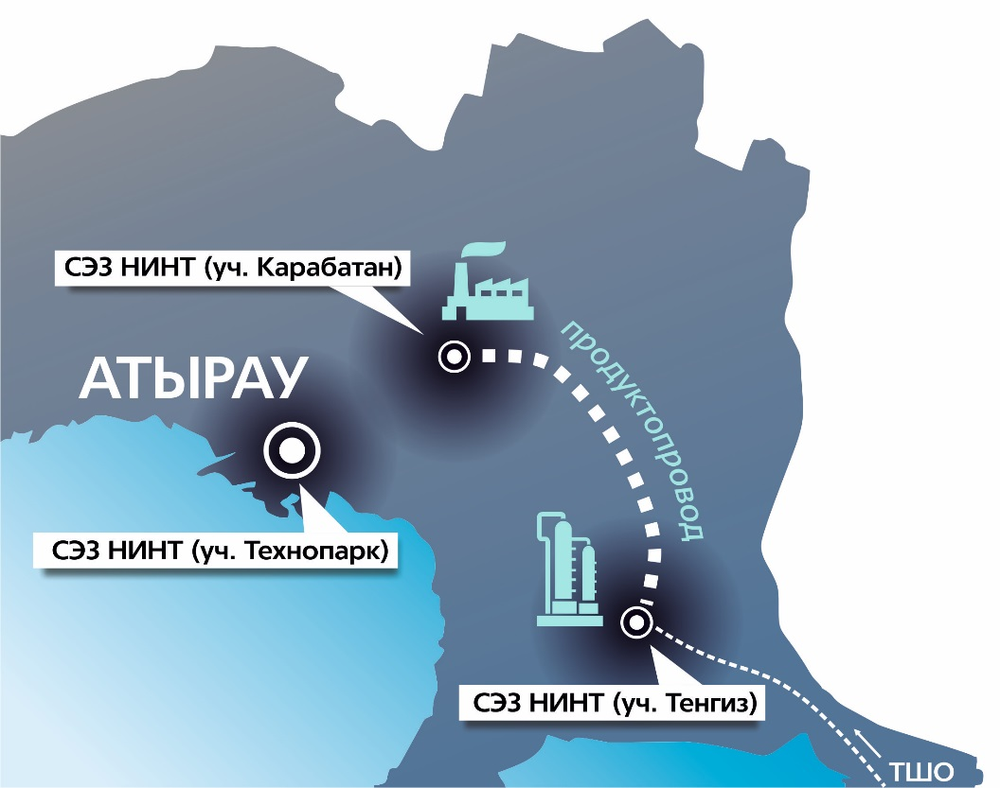 СЭЗ НИНТ (уч. Карабатан)
продуктопровод
АТЫРАУ
СЭЗ НИНТ (уч. Технопарк)
СЭЗ НИНТ (уч. Тенгиз)
ТШО